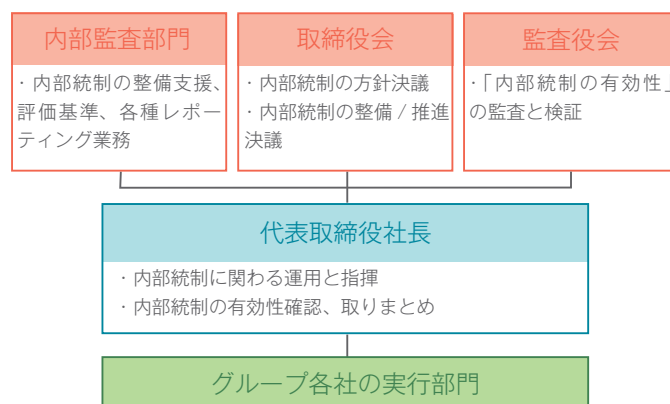 内部監査部門
・内部統制の整備支援、
評価基準、各種レポー
ティング業務
取締役会
・内部統制の方針決議
・内部統制の整備 / 推進
決議
監査役会
・「内部統制の有効性」
の監査と検証
代表取締役社長
・内部統制に関わる運用と指揮
・内部統制の有効性確認、取りまとめ
グループ各社の実行部門